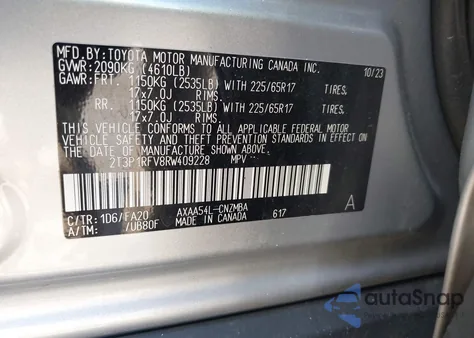 MFD.BY:TOYOTA MOTOR MANUFACTURING CANADA INC.
GVWR:2090KG (4610LB) 10/23
GAWR:FRT. 1150KG (2535LB) WITH 225/65R17 TIRES.
17x7.0J RIMS.
RR. 1150KG (2535LB) WITH 225/65R17 TIRES.
17x7.0J RIMS.
THIS VEHICLE CONFORMS TO ALL APPLICABLE FEDERAL MOTOR
VEHICLE SAFETY AND THEFT PREVENTION STANDARDS IN EFFECT
ON THE DATE OF MANUFACTURE SHOWN ABOVE.
2T3P1RFV8RW409228 MPV
C/TR:1D6/FA20 AXAA54L-CNZMBA A
A/TM: /UB80F MADE IN CANADA 617
autoSnap